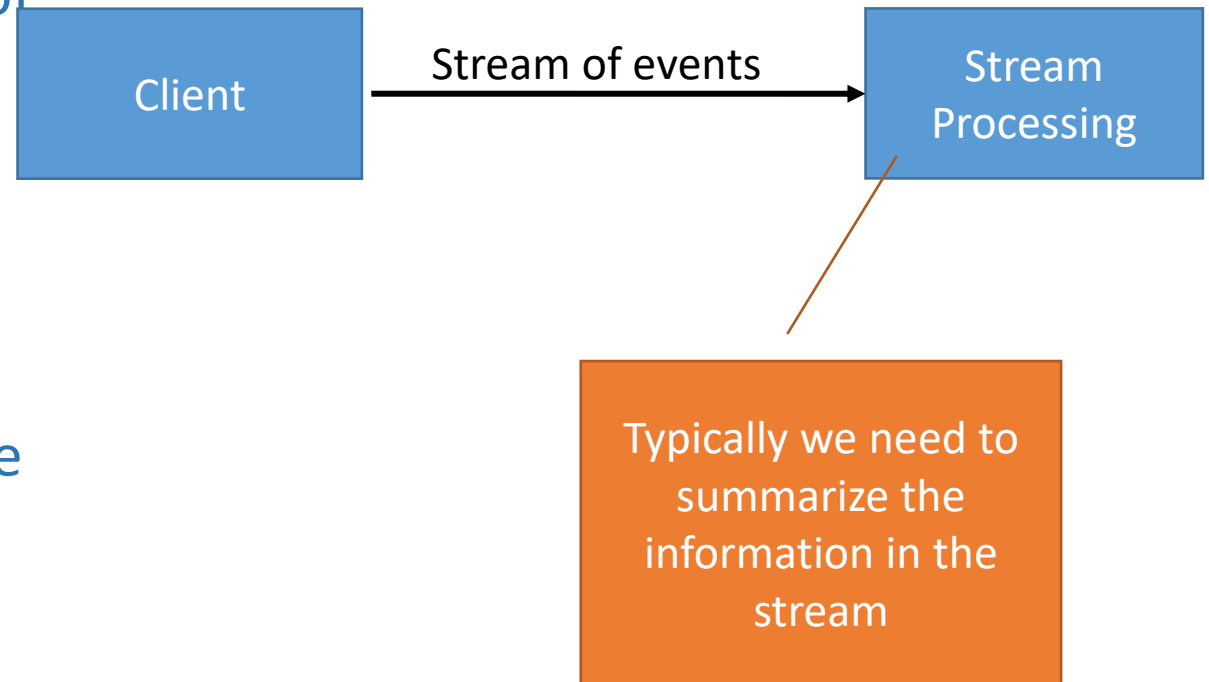 Client
Stream of events
Stream
Processing
Typically we need to
summarize the
information in the
stream